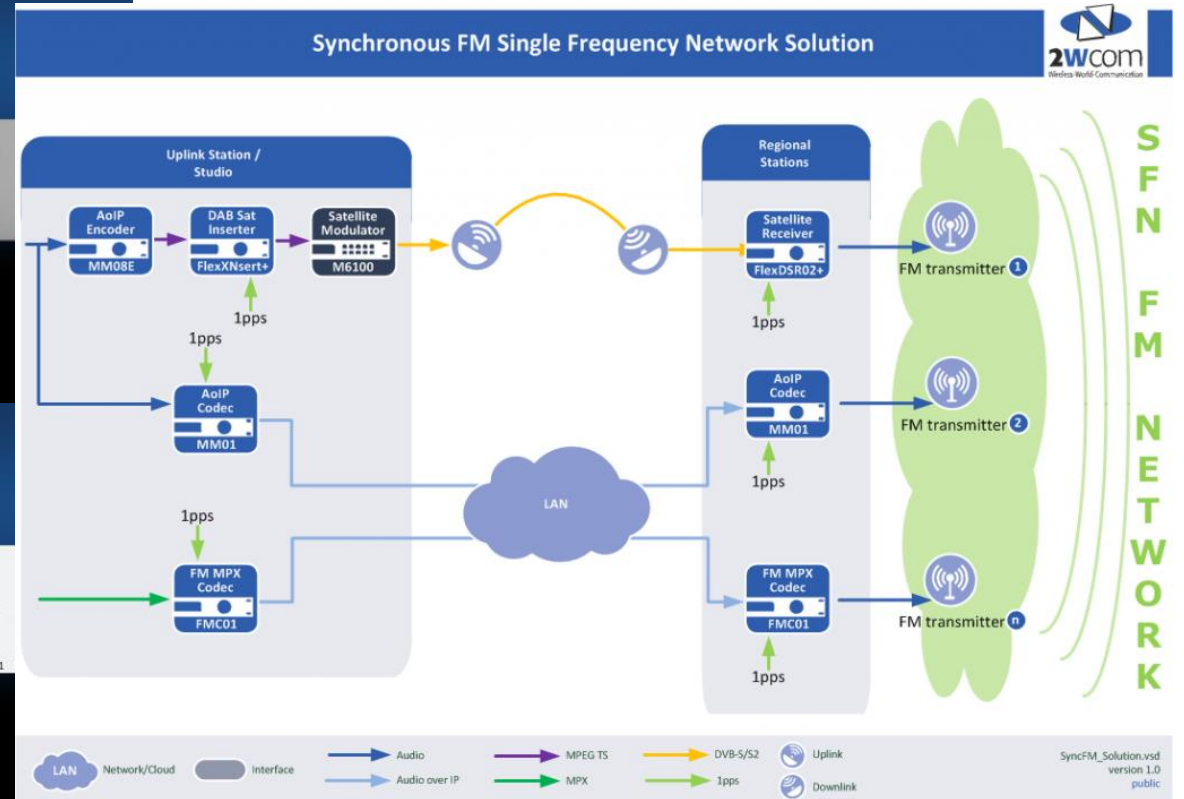 Synchronous FM Single Frequency Network Solution
2Wcom
Wireless-World-Communication
Uplink Station /
Studio
Regional
Stations
AoIP
Encoder
MM08E
DAB Sat
Inserter
FlexXNsert+
Satellite
Modulator
M6100
Satellite
Receiver
FlexDSR02+
FM transmitter 1
1pps
1pps
1pps
AoIP
Codec
MM01
AoIP
Codec
MM01
FM transmitter 2
1pps
LAN
1pps
FM MPX
Codec
FMC01
FM MPX
Codec
FMC01
FM transmitter n
1pps
SFN FM NETWORK
1
LAN
Network/Cloud
Interface
Audio
Audio over IP
MPEG TS
MPX
DVB-S/S2
1pps
Uplink
Downlink
SyncFM_Solution.vsd
version 1.0
public